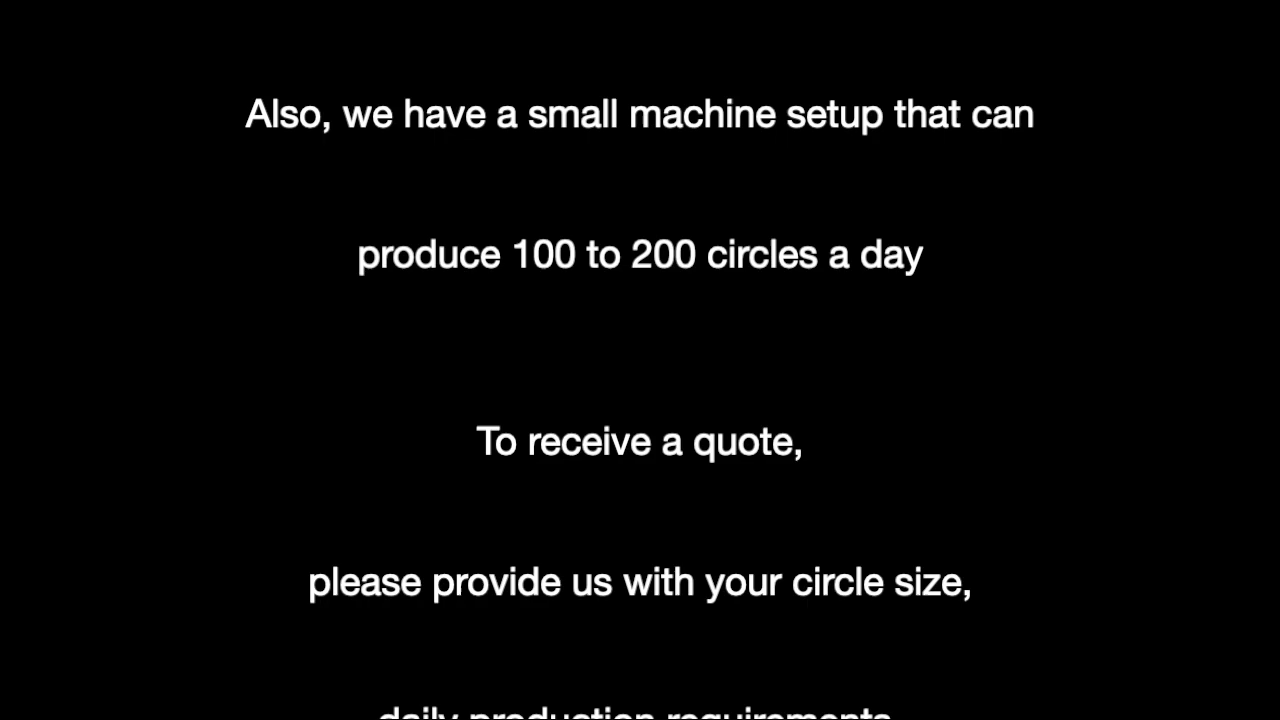 Also, we have a small machine setup that can
produce 100 to 200 circles a day
To receive a quote,
please provide us with your circle size,
daily production requirements